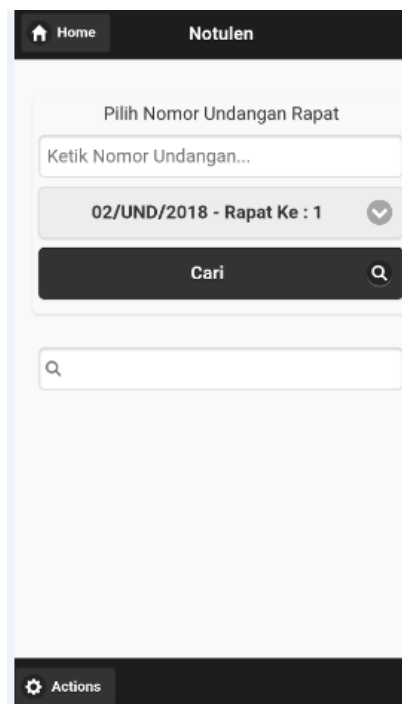 Home
Notulen
Pilih Nomor Undangan Rapat
Ketik Nomor Undangan...
02/UND/2018 - Rapat Ke : 1
Cari
Actions